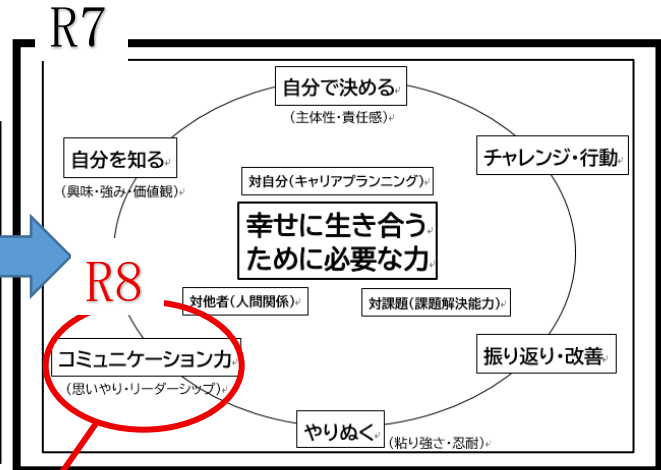 R7
自分で決める
(主体性・責任感)
自分を知る
(興味・強み・価値観)
チャレンジ・行動
対自分(キャリアプランニング)
幸せに生き合う
ために必要な力
R8
対他者(人間関係)
対課題(課題解決能力)
コミュニケーション力
(思いやり・リーダーシップ)
振り返り・改善
やりぬく
(粘り強さ・忍耐)